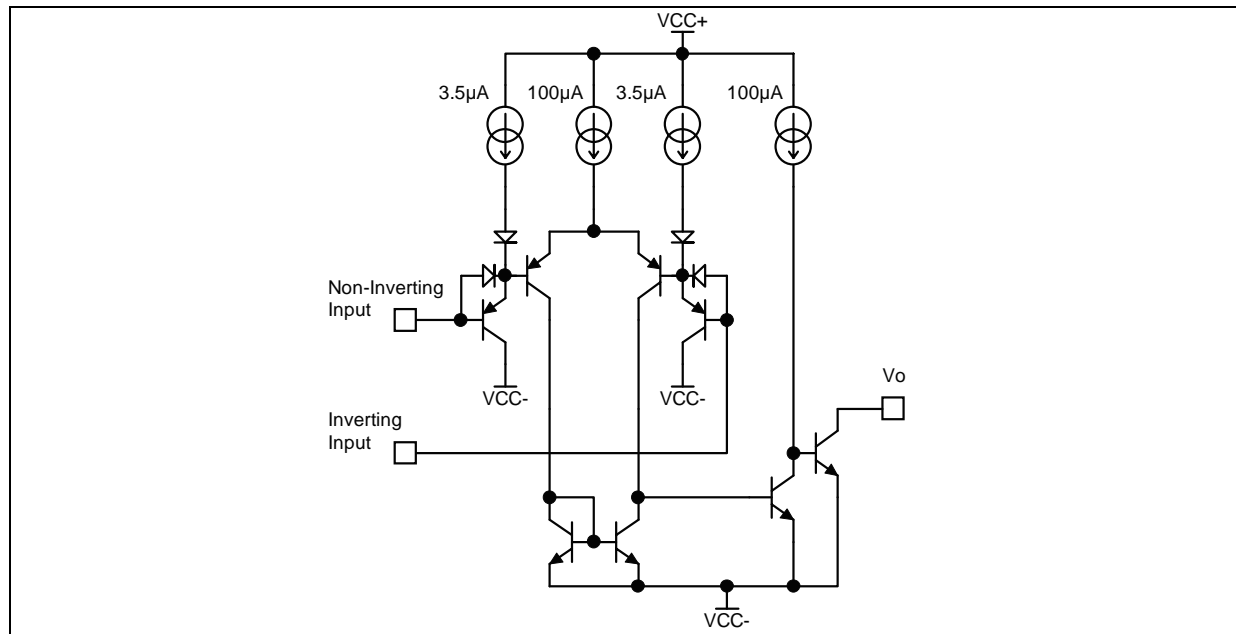 VCC+
3.5µA
100µA
3.5µA
100µA
Non-Inverting
Input
VCC-
VCC-
Vo
Inverting
Input
VCC-